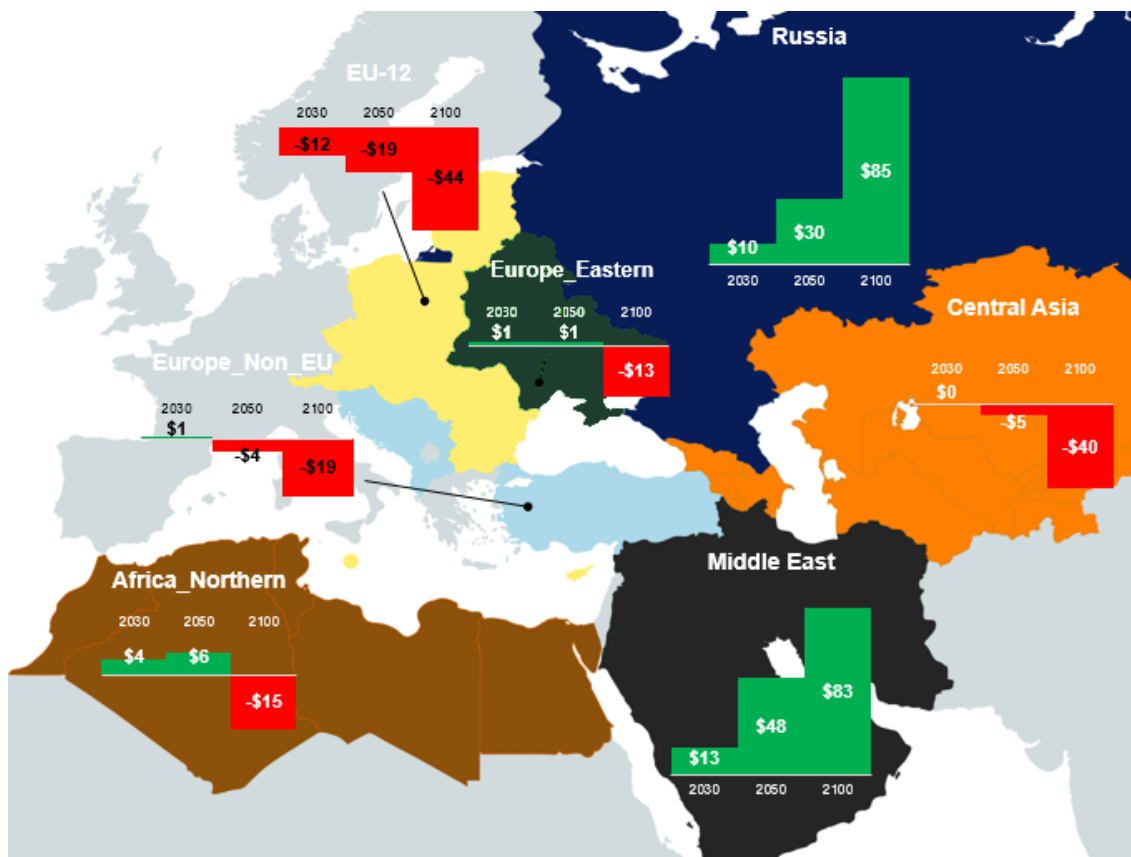 Russia
$10 $30 $85
2030 2050 2100
EU-12
2030 2050 2100
-$12 -$19 -$44
Europe_Eastern
2030 2050 2100
$1 $1 -$13
Central Asia
2030 2050 2100
$0 -$5 -$40
Europe_Non_EU
2030 2050 2100
$1 -$4 -$19
Africa_Northern
2030 2050 2100
$4 $6 -$15
Middle East
$13 $48 $83
2030 2050 2100